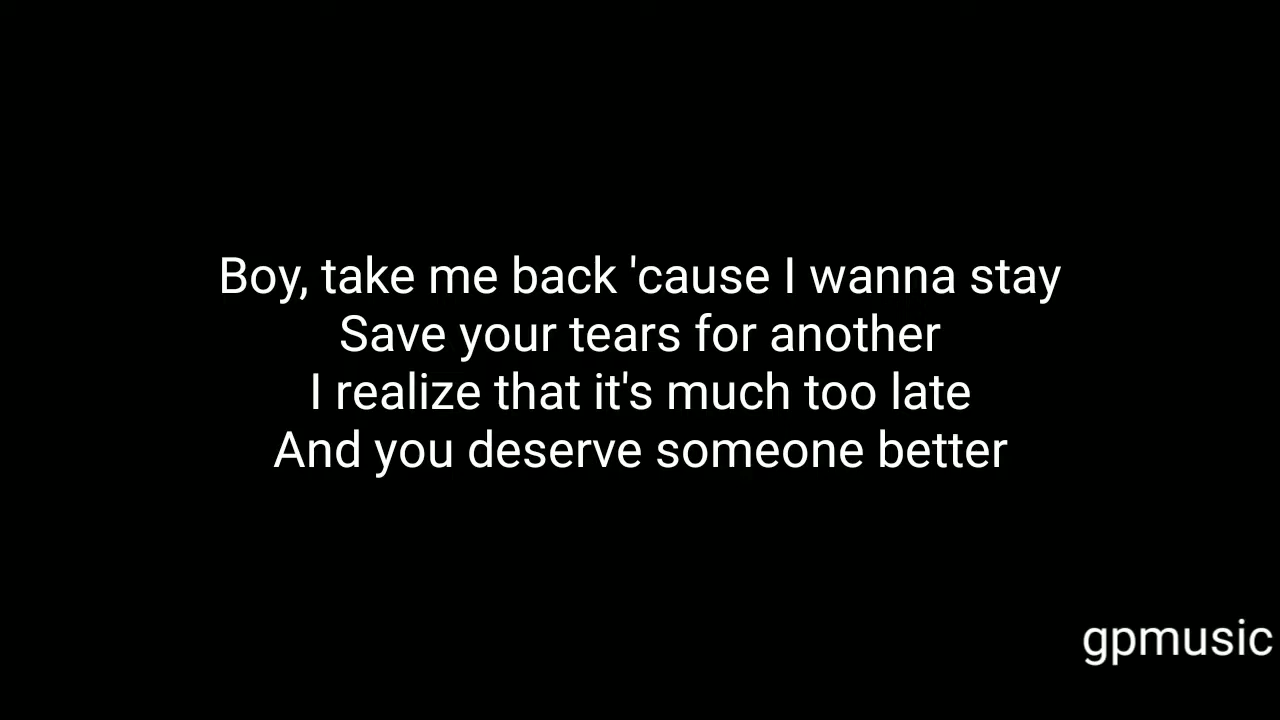 Boy, take me back 'cause I wanna stay
Save your tears for another
I realize that it's much too late
And you deserve someone better
gpmusic